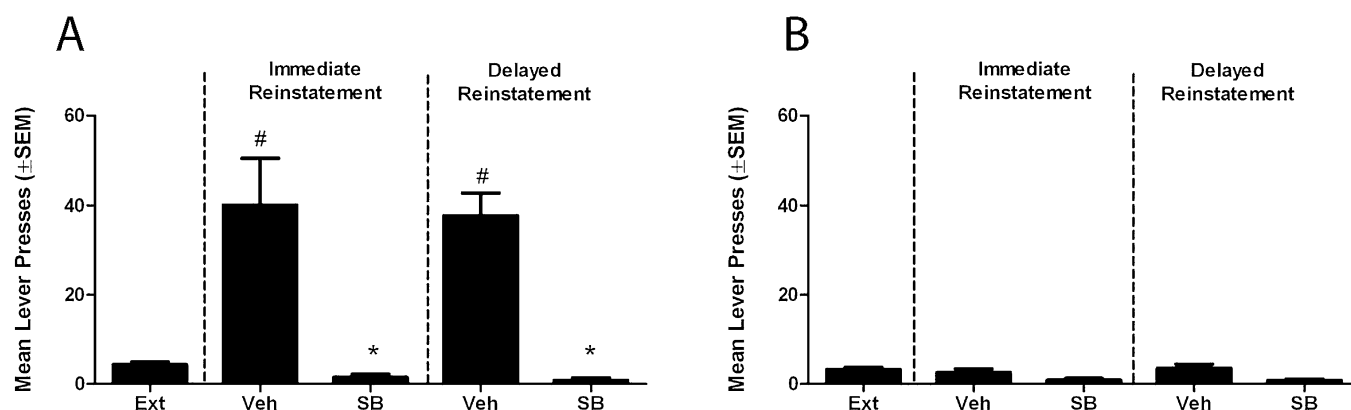 A
Immediate
Reinstatement
Delayed
Reinstatement
Mean Lever Presses (±SEM)
60
40
20
0
#
#
*
*
Ext
Veh
SB
Veh
SB
B
Immediate
Reinstatement
Delayed
Reinstatement
Mean Lever Presses (±SEM)
60
40
20
0
Ext
Veh
SB
Veh
SB